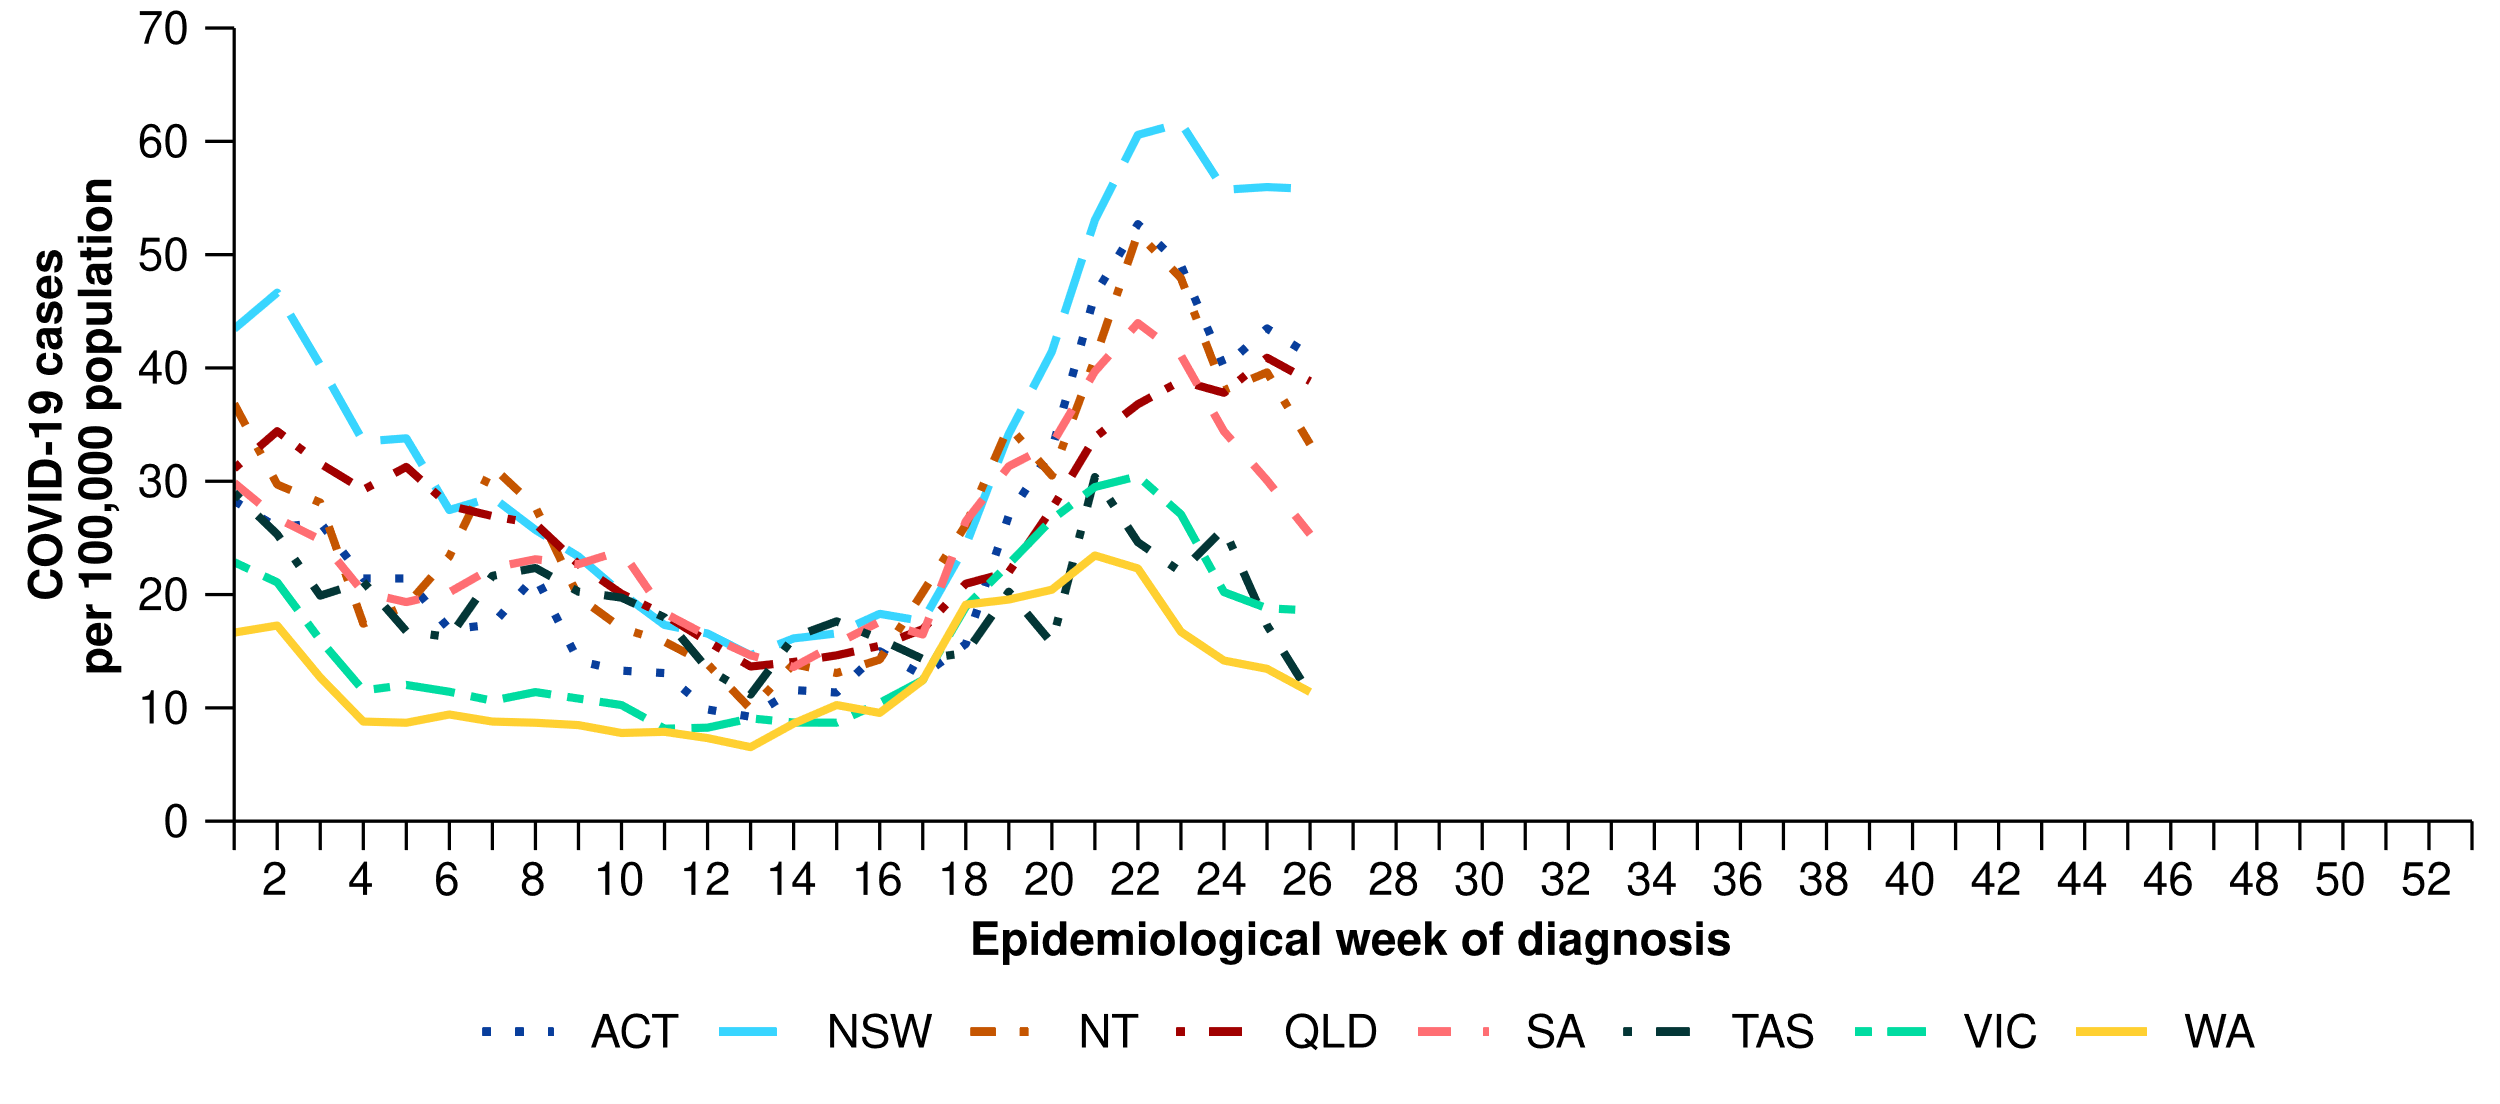 COVID-19 cases
per 100,000 population
70
60
50
40
30
20
10
0
2 4 6 8 10 12 14 16 18 20 22 24 26 28 30 32 34 36 38 40 42 44 46 48 50 52
Epidemiological week of diagnosis
ACT NSW NT QLD SA TAS VIC WA